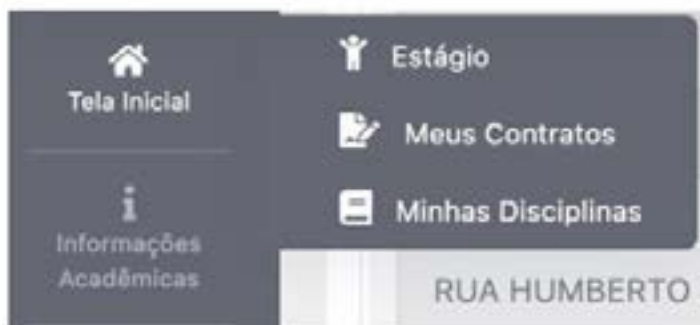 Tela Inicial
Informações
Acadêmicas
Estágio
Meus Contratos
Minhas Disciplinas
RUA HUMBERTO